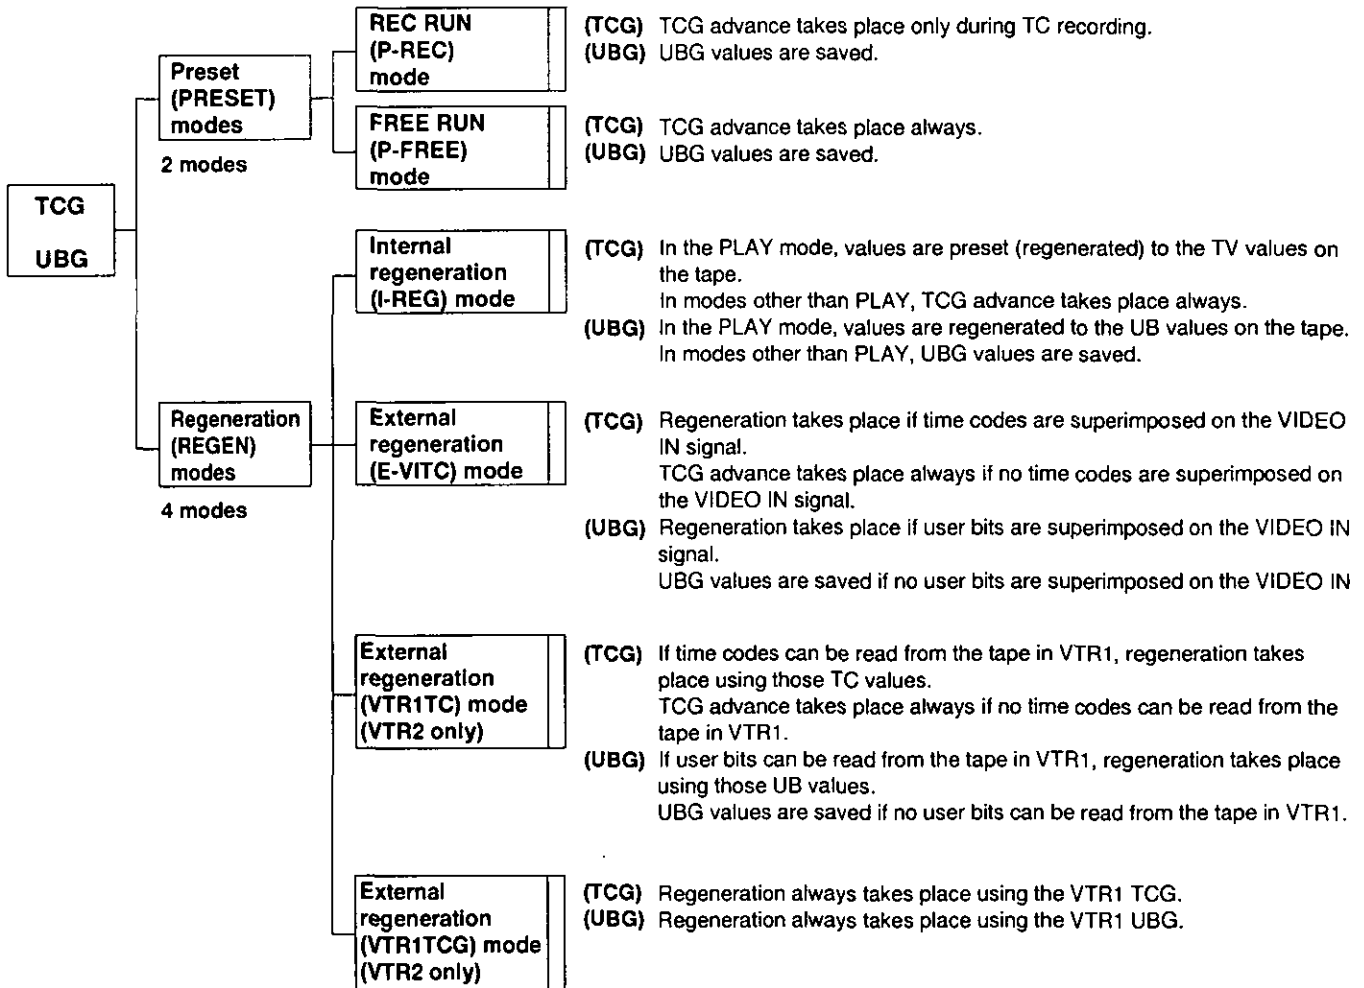 TCG
UBG
Preset
(PRESET)
modes
2 modes
REC RUN
(P-REC)
mode
(TCG) TCG advance takes place only during TC recording.
(UBG) UBG values are saved.
FREE RUN
(P-FREE)
mode
(TCG) TCG advance takes place always.
(UBG) UBG values are saved.
Regeneration
(REGEN)
modes
4 modes
Internal
regeneration
(I-REG) mode
(TCG) In the PLAY mode, values are preset (regenerated) to the TV values on
the tape.
In modes other than PLAY, TCG advance takes place always.
(UBG) In the PLAY mode, values are regenerated to the UB values on the tape.
In modes other than PLAY, UBG values are saved.
External
regeneration
(E-VITC) mode
(TCG) Regeneration takes place if time codes are superimposed on the VIDEO
IN signal.
TCG advance takes place always if no time codes are superimposed on
the VIDEO IN signal.
(UBG) Regeneration takes place if user bits are superimposed on the VIDEO IN
signal.
UBG values are saved if no user bits are superimposed on the VIDEO IN
External
regeneration
(VTR1TC) mode
(VTR2 only)
(TCG) If time codes can be read from the tape in VTR1, regeneration takes
place using those TC values.
TCG advance takes place always if no time codes can be read from the
tape in VTR1.
(UBG) If user bits can be read from the tape in VTR1, regeneration takes place
using those UB values.
UBG values are saved if no user bits can be read from the tape in VTR1.
External
regeneration
(VTR1TCG) mode
(VTR2 only)
(TCG) Regeneration always takes place using the VTR1 TCG.
(UBG) Regeneration always takes place using the VTR1 UBG.